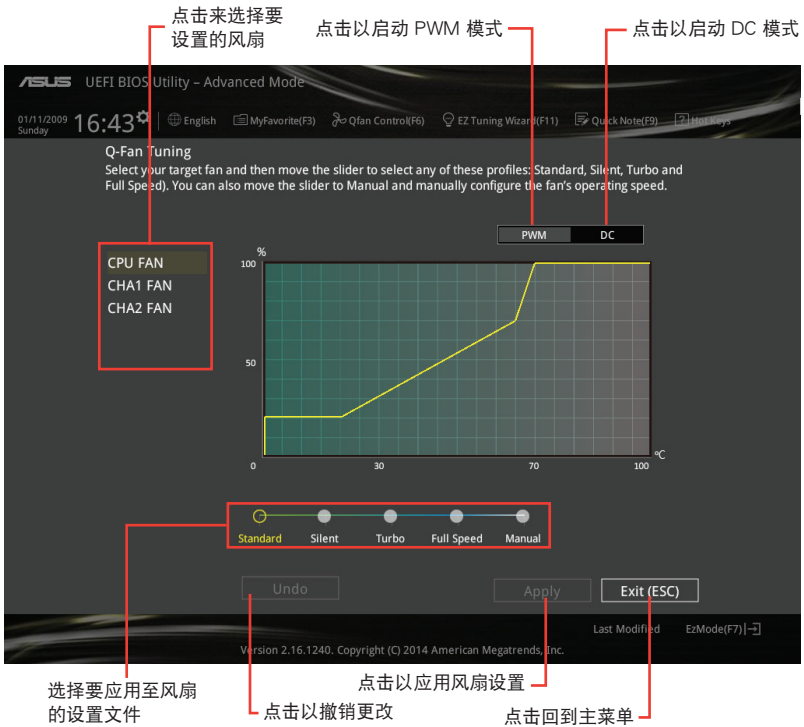 点击来选择要
设置的风扇
点击以启动 PWM 模式
点击以启动 DC 模式
ASUS UEFI BIOS Utility – Advanced Mode
01/11/2009
Sunday
16:43
English
MyFavorite(F3)
Qfan Control(F6)
EZ Tuning Wizard(F11)
Quick Note(F9)
? Hot Keys
Q-Fan Tuning
Select your target fan and then move the slider to select any of these profiles: Standard, Silent, Turbo and
Full Speed). You can also move the slider to Manual and manually configure the fan's operating speed.
PWM
DC
CPU FAN
CHA1 FAN
CHA2 FAN
%
100
50
0
30
70
100
℃
Standard
Silent
Turbo
Full Speed
Manual
Undo
Apply
Exit (ESC)
Last Modified
EzMode(F7)
Version 2.16.1240. Copyright (C) 2014 American Megatrends, Inc.
选择要应用至风扇
的设置文件
点击以撤销更改
点击以应用风扇设置
点击回到主菜单